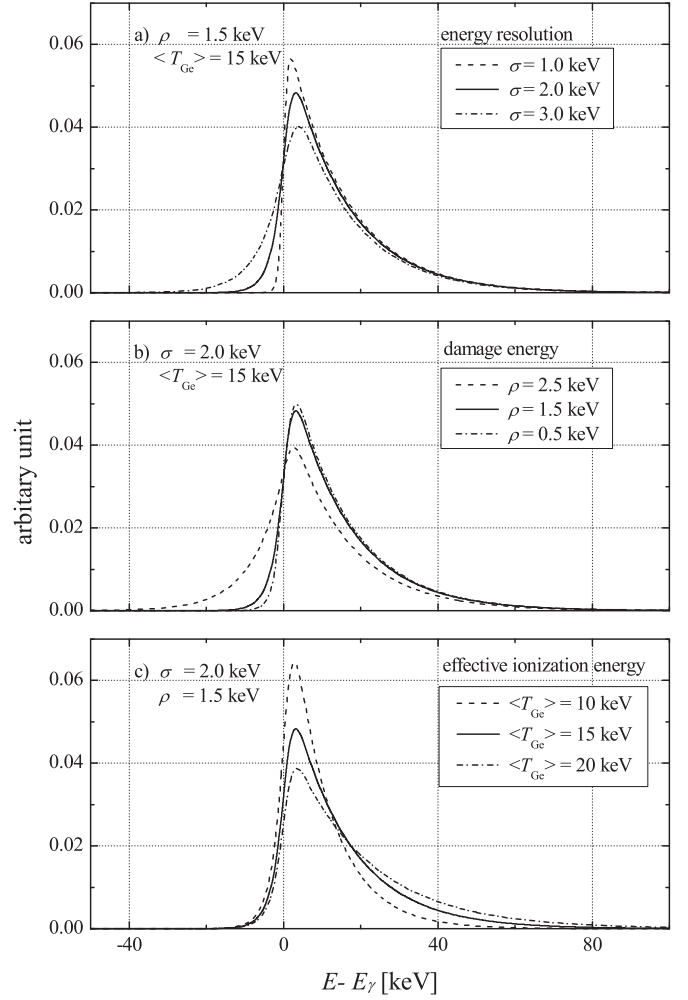 a) ρ = 1.5 keV
< T_Ge > = 15 keV
energy resolution
σ = 1.0 keV
σ = 2.0 keV
σ = 3.0 keV
0.06
0.04
0.02
0.00
b) σ = 2.0 keV
<T_Ge> = 15 keV
damage energy
ρ = 2.5 keV
ρ = 1.5 keV
ρ = 0.5 keV
0.06
0.04
0.02
0.00
arbitary unit
c) σ = 2.0 keV
ρ = 1.5 keV
effective ionization energy
<T_Ge> = 10 keV
<T_Ge> = 15 keV
<T_Ge> = 20 keV
0.06
0.04
0.02
0.00
-40 0 40 80
E- Eγ [keV]